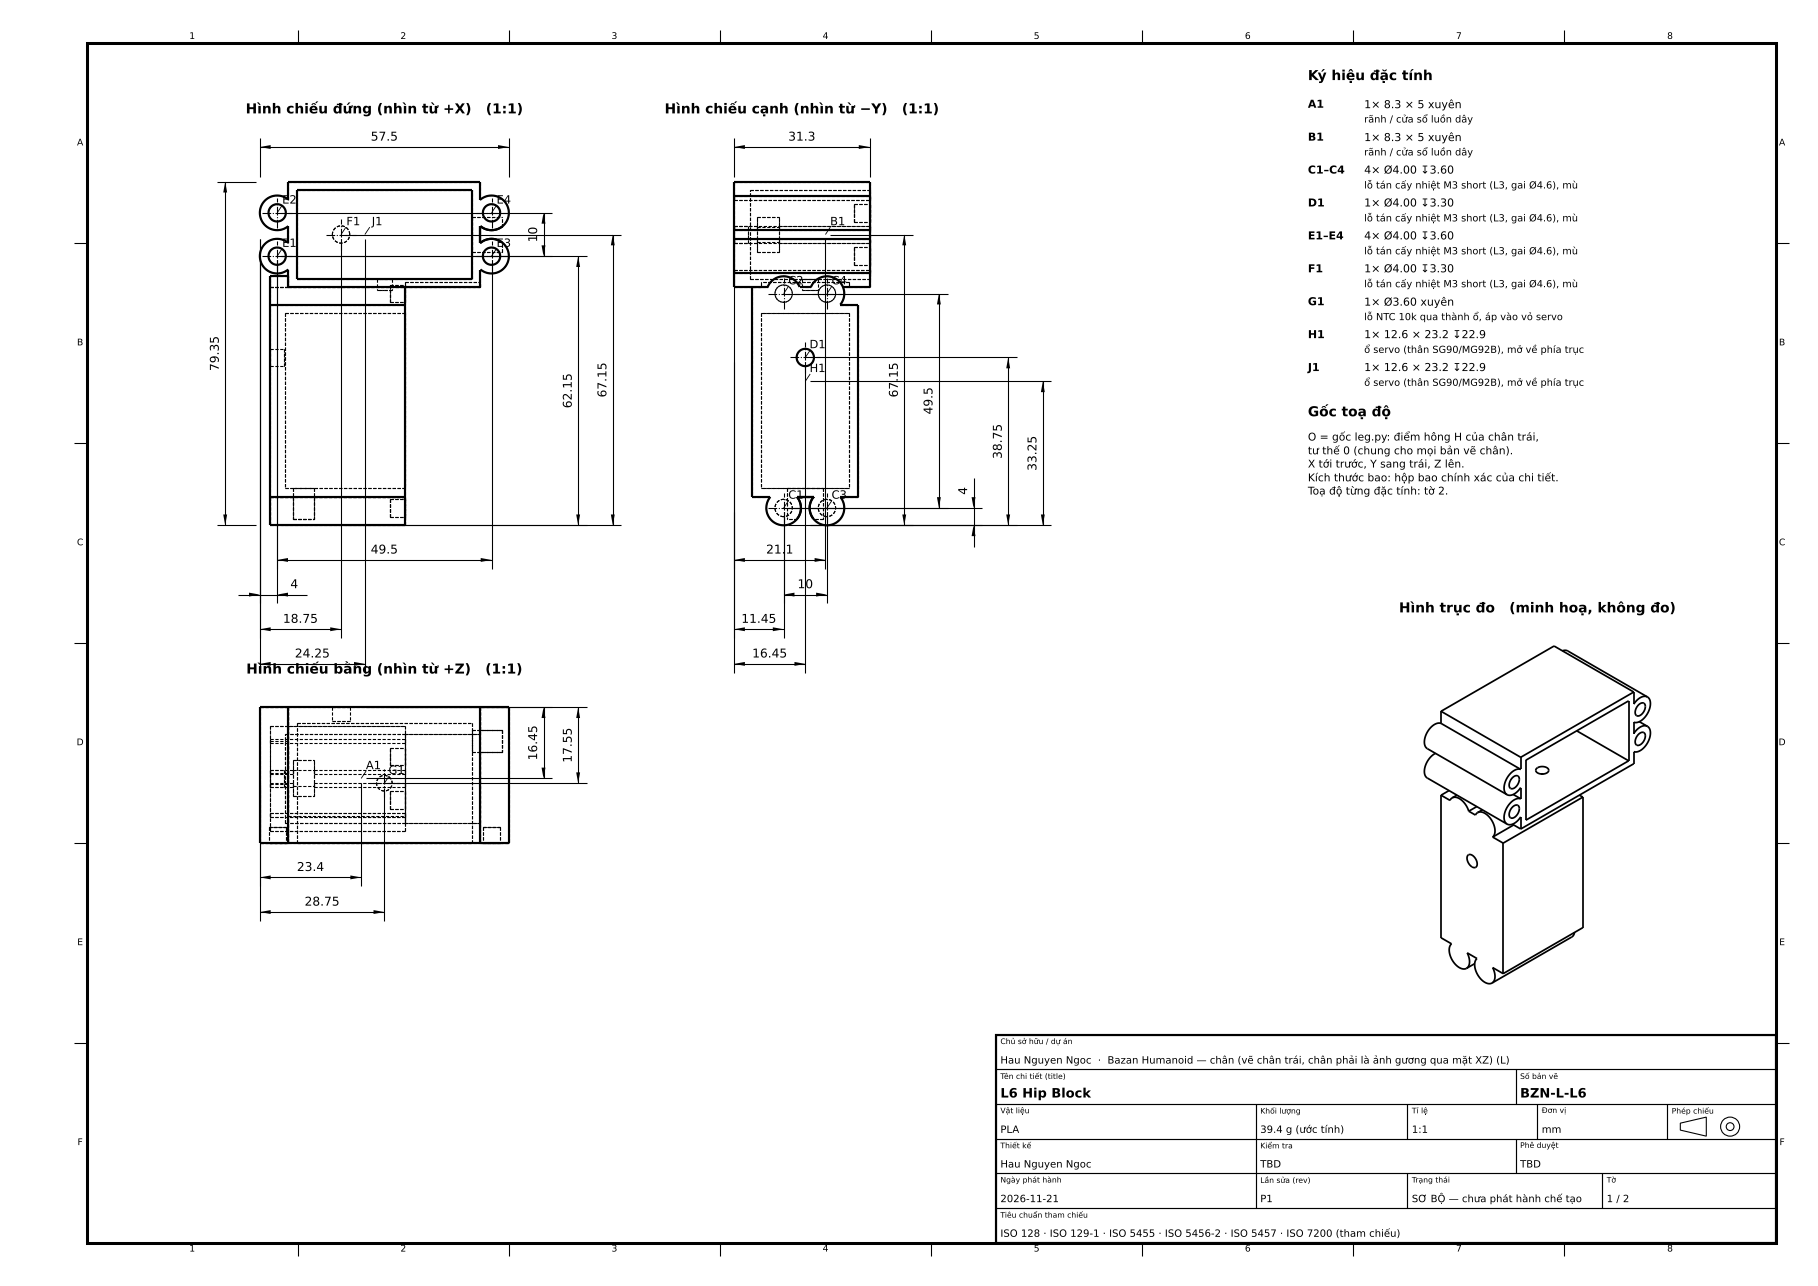 1 2 3 4 5 6 7 8
Hình chiếu đứng (nhìn từ +X) (1:1)
57.5
E2
E4
F1
J1
E1
E3
10
79.35
62.15
67.15
49.5
4
18.75
24.25
Hình chiếu cạnh (nhìn từ −Y) (1:1)
31.3
B1
C2
C4
D1
H1
C1
C3
67.15
49.5
38.75
33.25
4
21.1
10
11.45
16.45
Hình chiếu bằng (nhìn từ +Z) (1:1)
A1
G1
16.45
17.55
23.4
28.75
Ký hiệu đặc tính
A1 1× 8.3 × 5 xuyên
rãnh / cửa sổ luồn dây
B1 1× 8.3 × 5 xuyên
rãnh / cửa sổ luồn dây
C1–C4 4× Ø4.00 ↧3.60
lỗ tán cấy nhiệt M3 short (L3, gai Ø4.6), mù
D1 1× Ø4.00 ↧3.30
lỗ tán cấy nhiệt M3 short (L3, gai Ø4.6), mù
E1–E4 4× Ø4.00 ↧3.60
lỗ tán cấy nhiệt M3 short (L3, gai Ø4.6), mù
F1 1× Ø4.00 ↧3.30
lỗ tán cấy nhiệt M3 short (L3, gai Ø4.6), mù
G1 1× Ø3.60 xuyên
lỗ NTC 10k qua thành ổ, áp vào vỏ servo
H1 1× 12.6 × 23.2 ↧22.9
ổ servo (thân SG90/MG92B), mở về phía trục
J1 1× 12.6 × 23.2 ↧22.9
ổ servo (thân SG90/MG92B), mở về phía trục
Gốc toạ độ
O = gốc leg.py: điểm hông H của chân trái,
tư thế 0 (chung cho mọi bản vẽ chân).
X tới trước, Y sang trái, Z lên.
Kích thước bao: hộp bao chính xác của chi tiết.
Toạ độ từng đặc tính: tờ 2.
Hình trục đo (minh hoạ, không đo)
A A
B B
C C
D D
E E
F F
Chủ sở hữu / dự án
Hau Nguyen Ngoc · Bazan Humanoid — chân (vẽ chân trái, chân phải là ảnh gương qua mặt XZ) (L)
Tên chi tiết (title) Số bản vẽ
L6 Hip Block BZN-L-L6
Vật liệu Khối lượng Tỉ lệ Đơn vị Phép chiếu
PLA 39.4 g (ước tính) 1:1 mm
Thiết kế Kiểm tra Phê duyệt
Hau Nguyen Ngoc TBD TBD
Ngày phát hành Lần sửa (rev) Trạng thái Tờ
2026-11-21 P1 SƠ BỘ — chưa phát hành chế tạo 1 / 2
Tiêu chuẩn tham chiếu
ISO 128 · ISO 129-1 · ISO 5455 · ISO 5456-2 · ISO 5457 · ISO 7200 (tham chiếu)
1 2 3 4 5 6 7 8